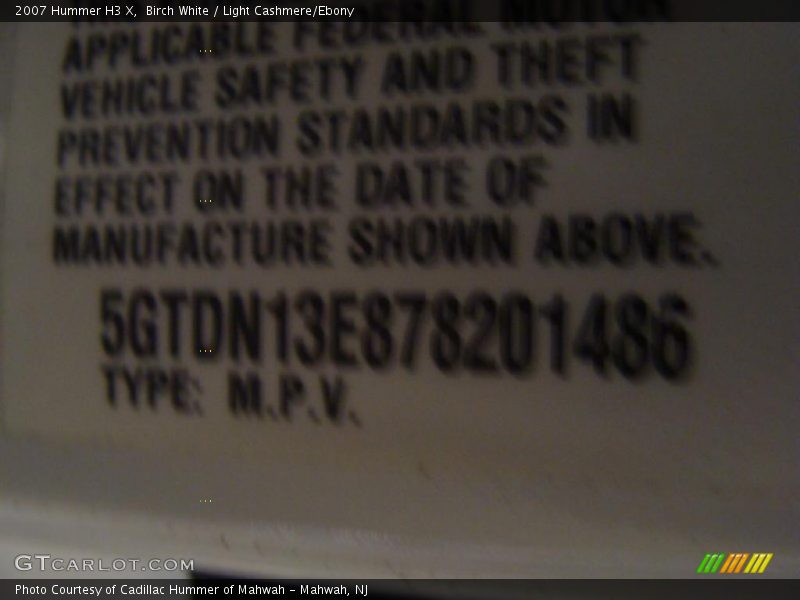 2007 Hummer H3 X, Birch White / Light Cashmere/Ebony
APPLICABLE FEDERAL MOTOR
VEHICLE SAFETY AND THEFT
PREVENTION STANDARDS IN
EFFECT ON THE DATE OF
MANUFACTURE SHOWN ABOVE.
5GTDN13E878201486
TYPE: M.P.V.
GTCARLOT.COM
Photo Courtesy of Cadillac Hummer of Mahwah - Mahwah, NJ